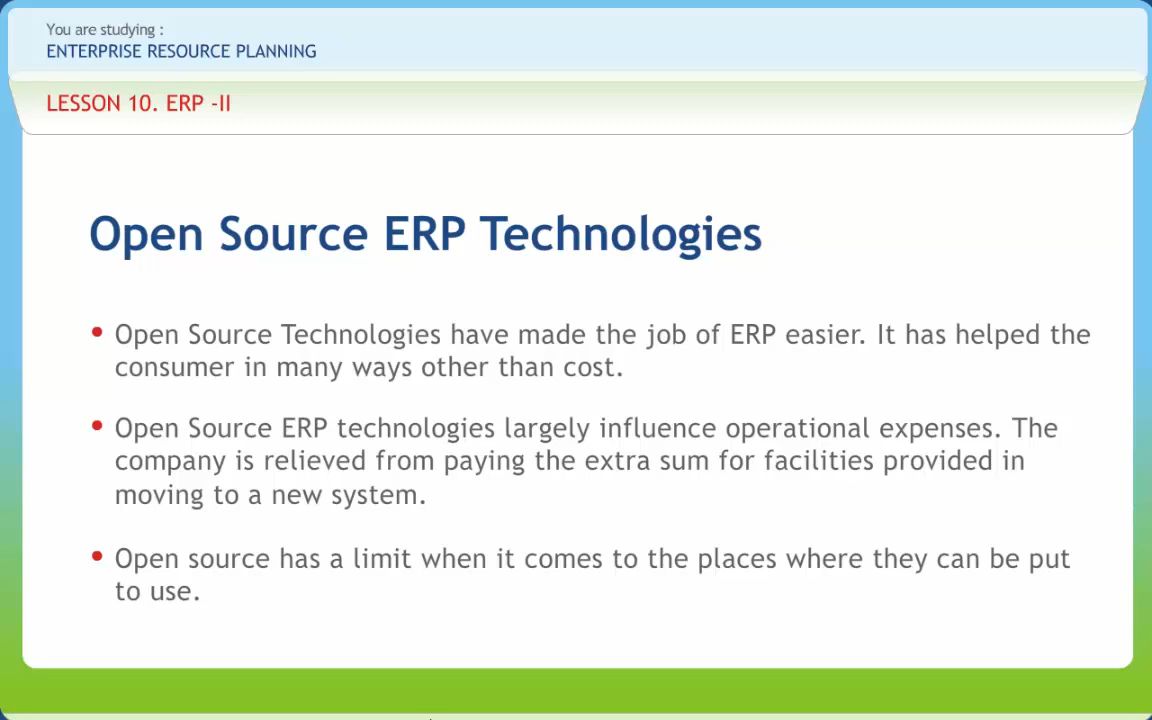 You are studying :
ENTERPRISE RESOURCE PLANNING
LESSON 10. ERP -II
Open Source ERP Technologies
• Open Source Technologies have made the job of ERP easier. It has helped the
consumer in many ways other than cost.
• Open Source ERP technologies largely influence operational expenses. The
company is relieved from paying the extra sum for facilities provided in
moving to a new system.
• Open source has a limit when it comes to the places where they can be put
to use.